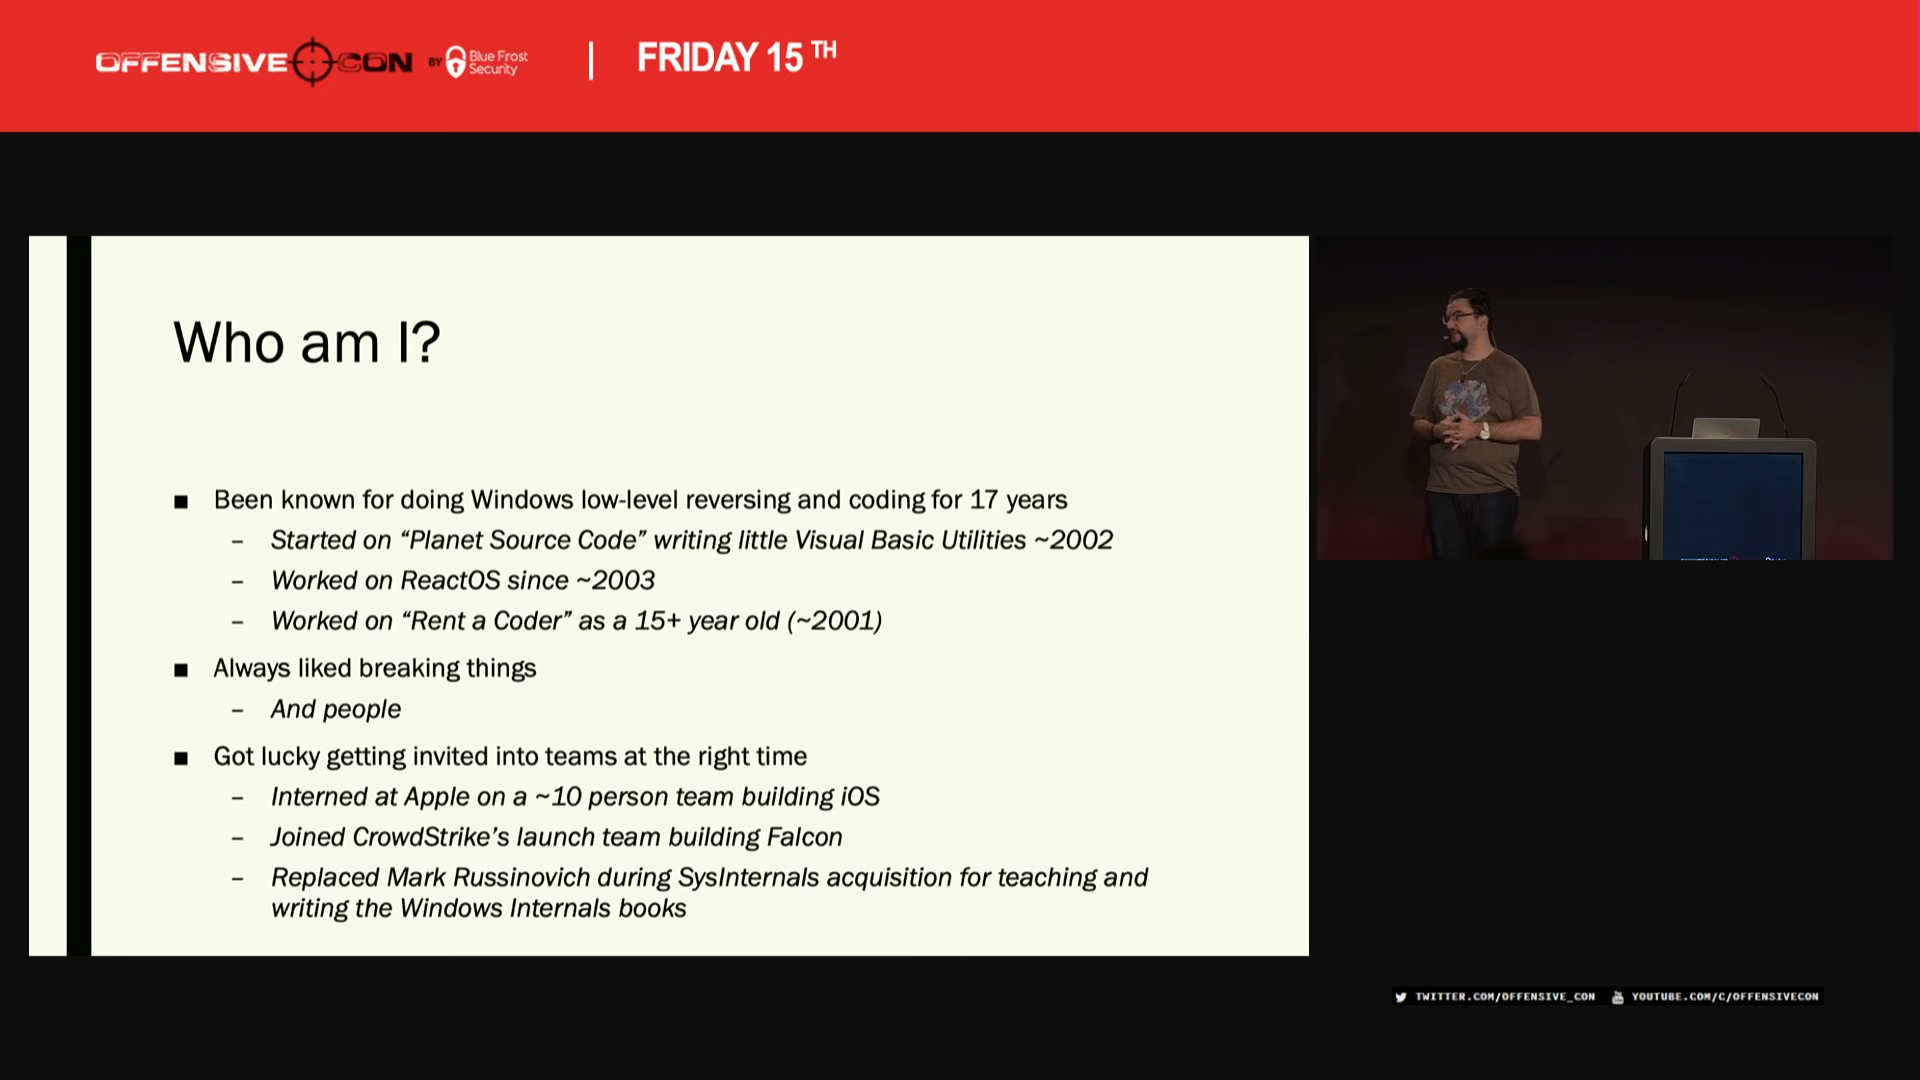 OFFENSIVE CON BY Blue Frost Security | FRIDAY 15 TH
Who am I?
■ Been known for doing Windows low-level reversing and coding for 17 years
– Started on “Planet Source Code” writing little Visual Basic Utilities ~2002
– Worked on ReactOS since ~2003
– Worked on “Rent a Coder” as a 15+ year old (~2001)
■ Always liked breaking things
– And people
■ Got lucky getting invited into teams at the right time
– Interned at Apple on a ~10 person team building iOS
– Joined CrowdStrike’s launch team building Falcon
– Replaced Mark Russinovich during SysInternals acquisition for teaching and
writing the Windows Internals books
TWITTER.COM/OFFENSIVE_CON YOUTUBE.COM/C/OFFENSIVECON